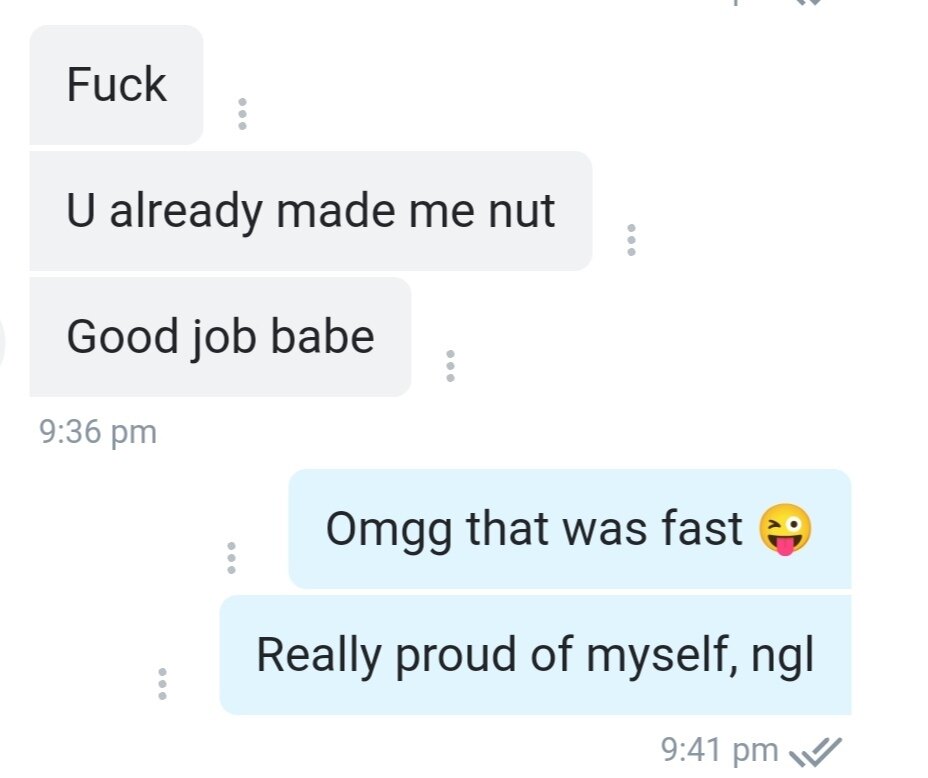 Fuck
U already made me nut
Good job babe
9:36 pm
Omgg that was fast 😜
Really proud of myself, ngl
9:41 pm